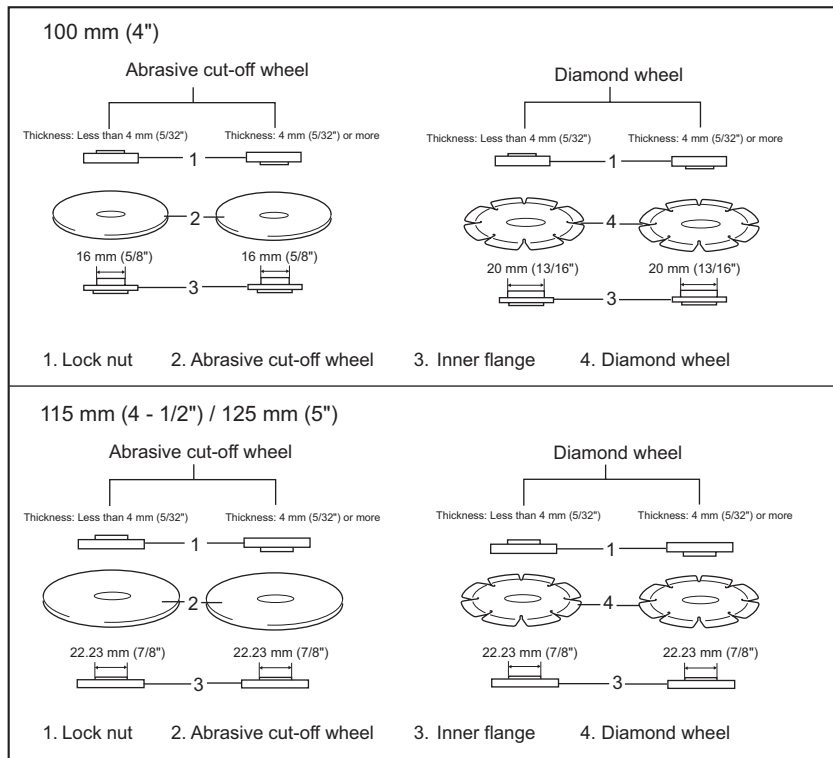 100 mm (4")
Abrasive cut-off wheel Diamond wheel
Thickness: Less than 4 mm (5/32") Thickness: 4 mm (5/32") or more Thickness: Less than 4 mm (5/32") Thickness: 4 mm (5/32") or more
1 1
2 4
16 mm (5/8") 16 mm (5/8") 20 mm (13/16") 20 mm (13/16")
3 3
1. Lock nut 2. Abrasive cut-off wheel 3. Inner flange 4. Diamond wheel
115 mm (4 - 1/2") / 125 mm (5")
Abrasive cut-off wheel Diamond wheel
Thickness: Less than 4 mm (5/32") Thickness: 4 mm (5/32") or more Thickness: Less than 4 mm (5/32") Thickness: 4 mm (5/32") or more
1 1
2 4
22.23 mm (7/8") 22.23 mm (7/8") 22.23 mm (7/8") 22.23 mm (7/8")
3 3
1. Lock nut 2. Abrasive cut-off wheel 3. Inner flange 4. Diamond wheel